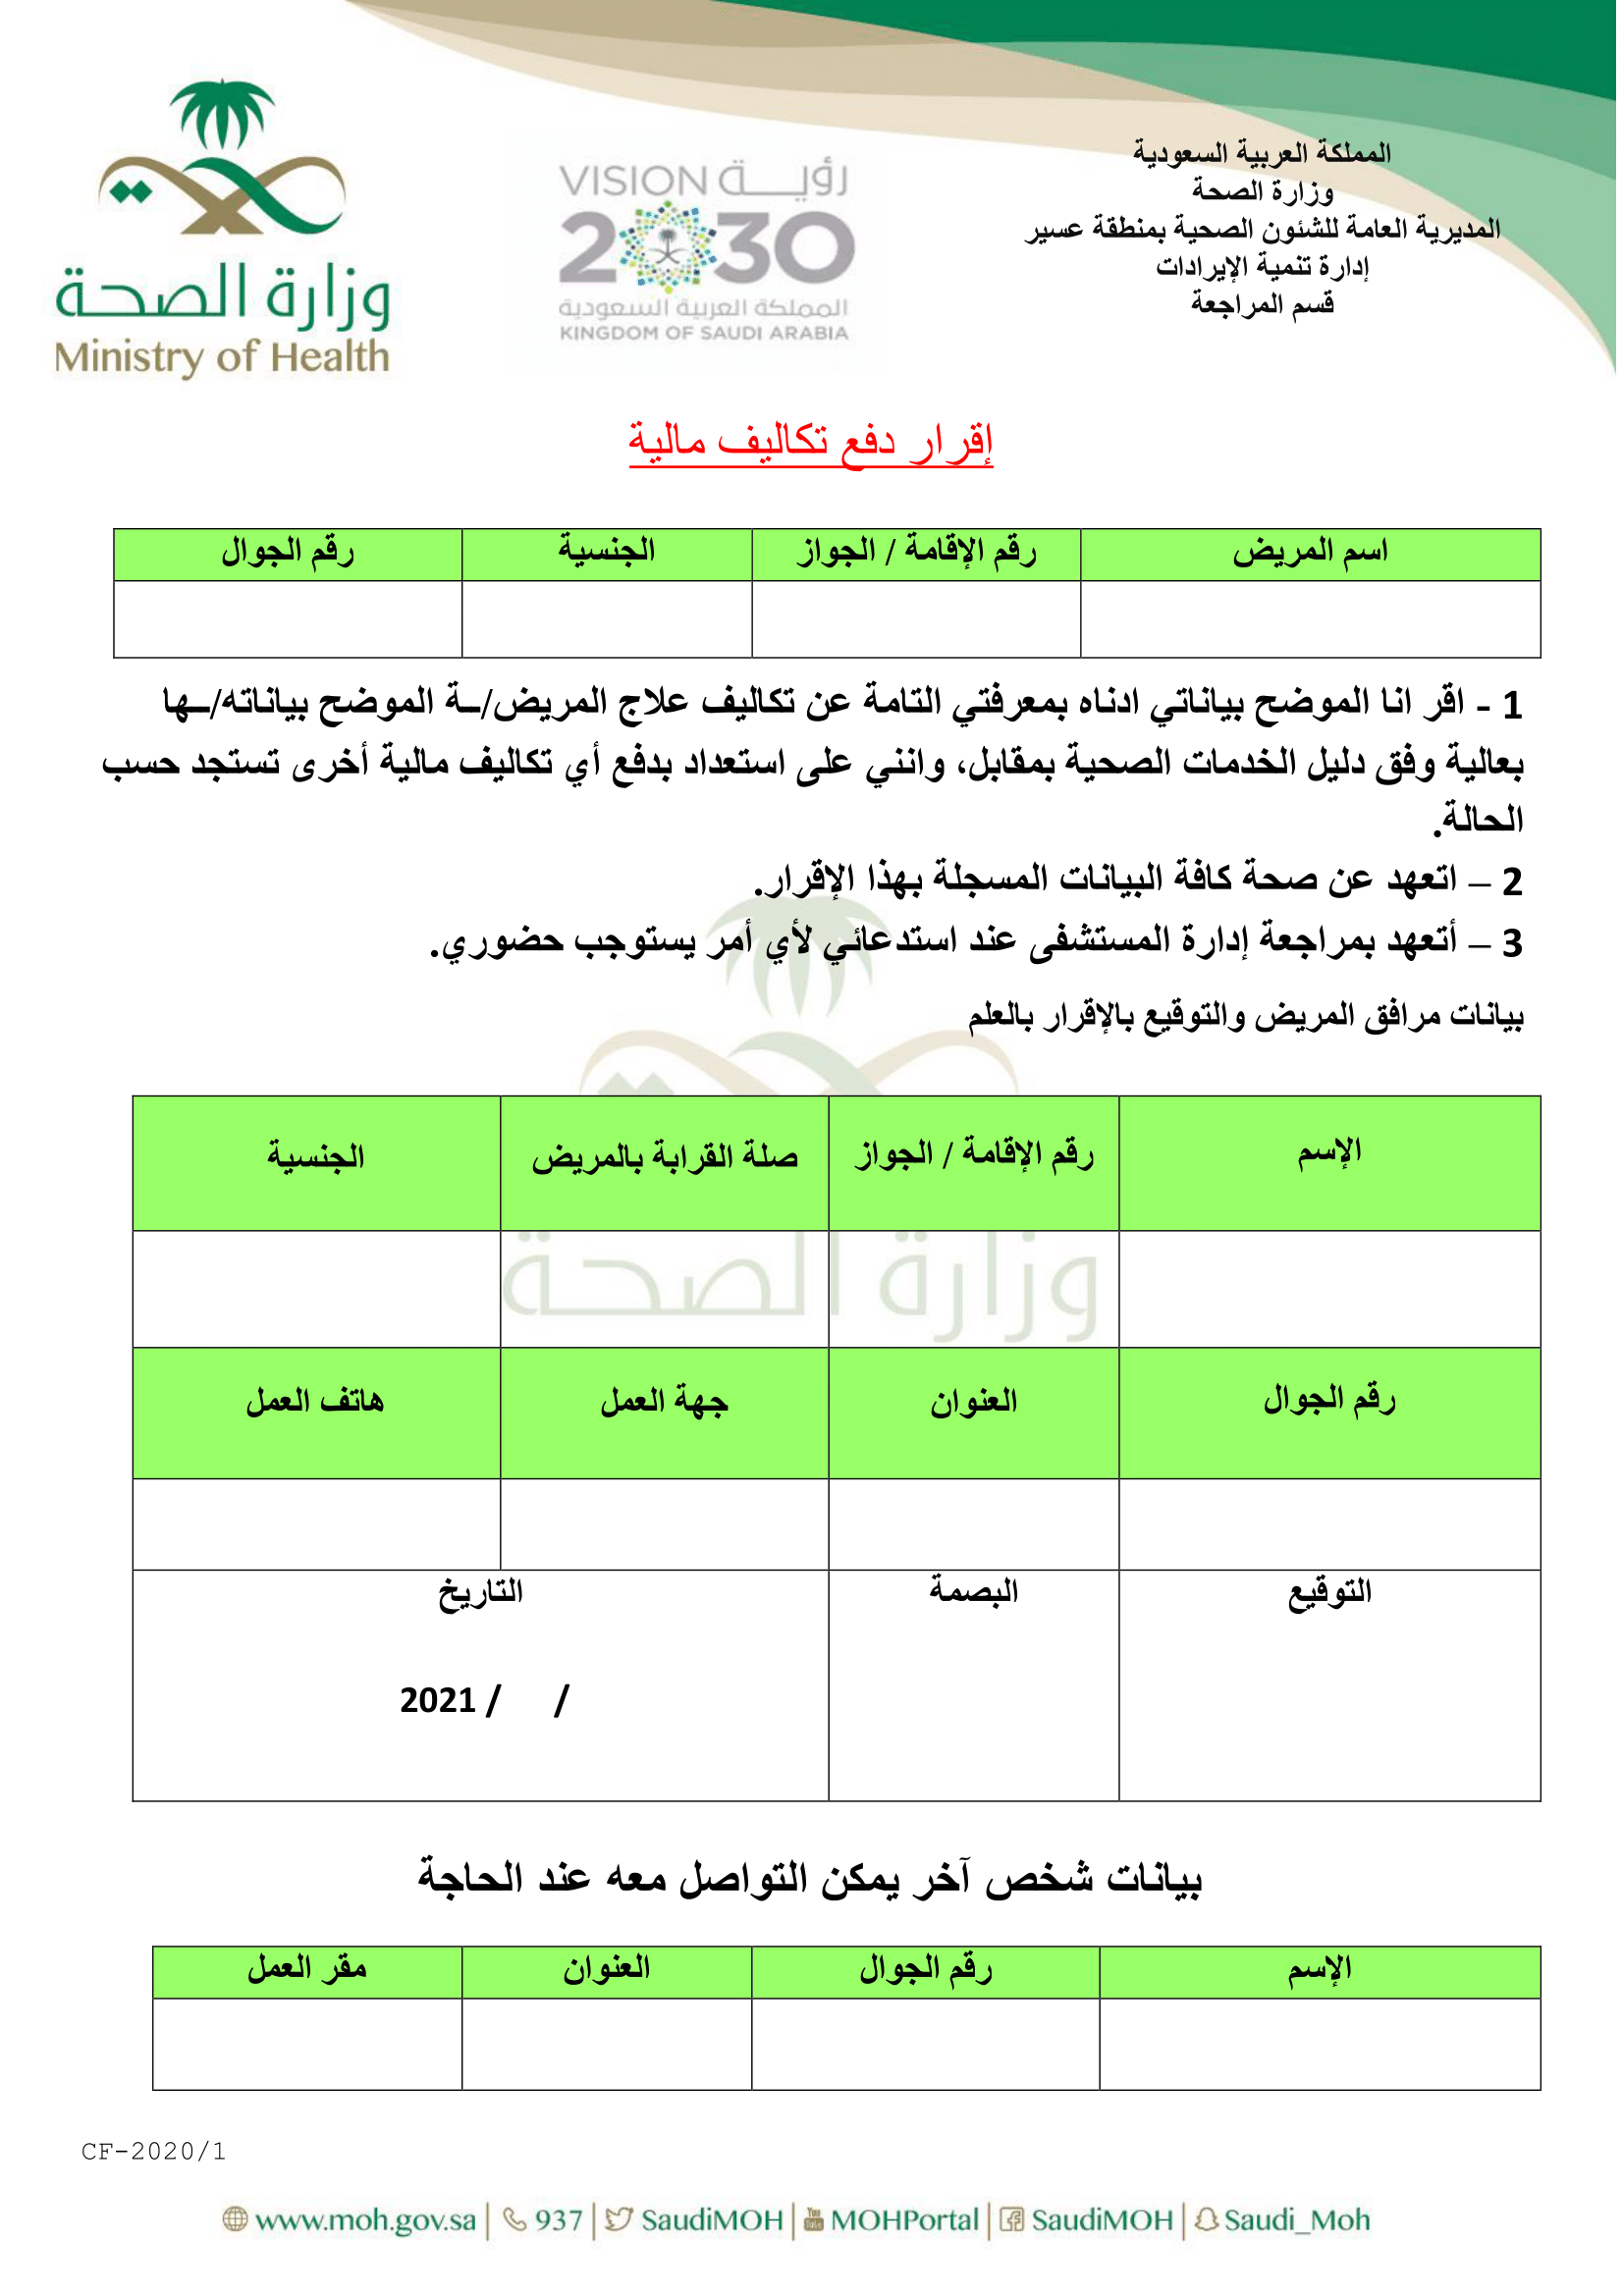 المملكة العربية السعودية
وزارة الصحة
المديرية العامة للشئون الصحية بمنطقة عسير
إدارة تنمية الإيرادات
قسم المراجعة
VISION رؤيــة
2030
المملكة العربية السعودية
KINGDOM OF SAUDI ARABIA
وزارة الصحة
Ministry of Health
إقرار دفع تكاليف مالية
اسم المريض رقم الإقامة / الجواز الجنسية رقم الجوال
1 - اقر انا الموضح بياناتي ادناه بمعرفتي التامة عن تكاليف علاج المريض/ــة الموضح بياناته/ــها
بعالية وفق دليل الخدمات الصحية بمقابل، وانني على استعداد بدفع أي تكاليف مالية أخرى تستجد حسب
الحالة.
2 – اتعهد عن صحة كافة البيانات المسجلة بهذا الإقرار.
3 – أتعهد بمراجعة إدارة المستشفى عند استدعائي لأي أمر يستوجب حضوري.
بيانات مرافق المريض والتوقيع بالإقرار بالعلم
الإسم رقم الإقامة / الجواز صلة القرابة بالمريض الجنسية
وزارة الصحة
رقم الجوال العنوان جهة العمل هاتف العمل
التوقيع البصمة التاريخ
/ / 2021
بيانات شخص آخر يمكن التواصل معه عند الحاجة
الإسم رقم الجوال العنوان مقر العمل
CF-2020/1
www.moh.gov.sa | 937 | SaudiMOH | MOHPortal | SaudiMOH | Saudi_Moh